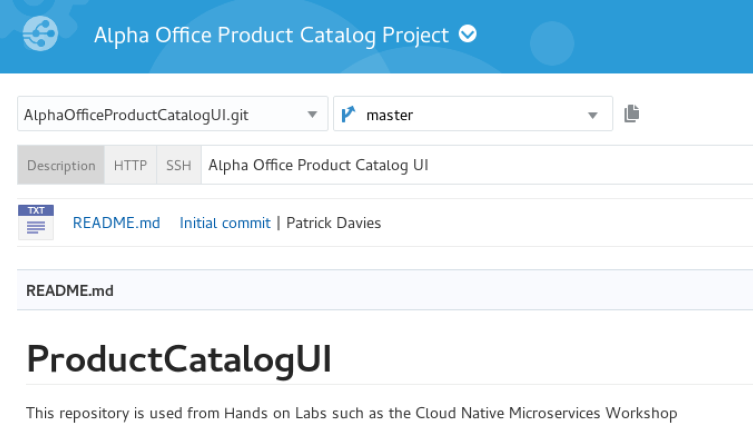 Alpha Office Product Catalog Project
AlphaOfficeProductCatalogUI.git master
Description HTTP SSH Alpha Office Product Catalog UI
TXT README.md Initial commit | Patrick Davies
README.md
ProductCatalogUI
This repository is used from Hands on Labs such as the Cloud Native Microservices Workshop